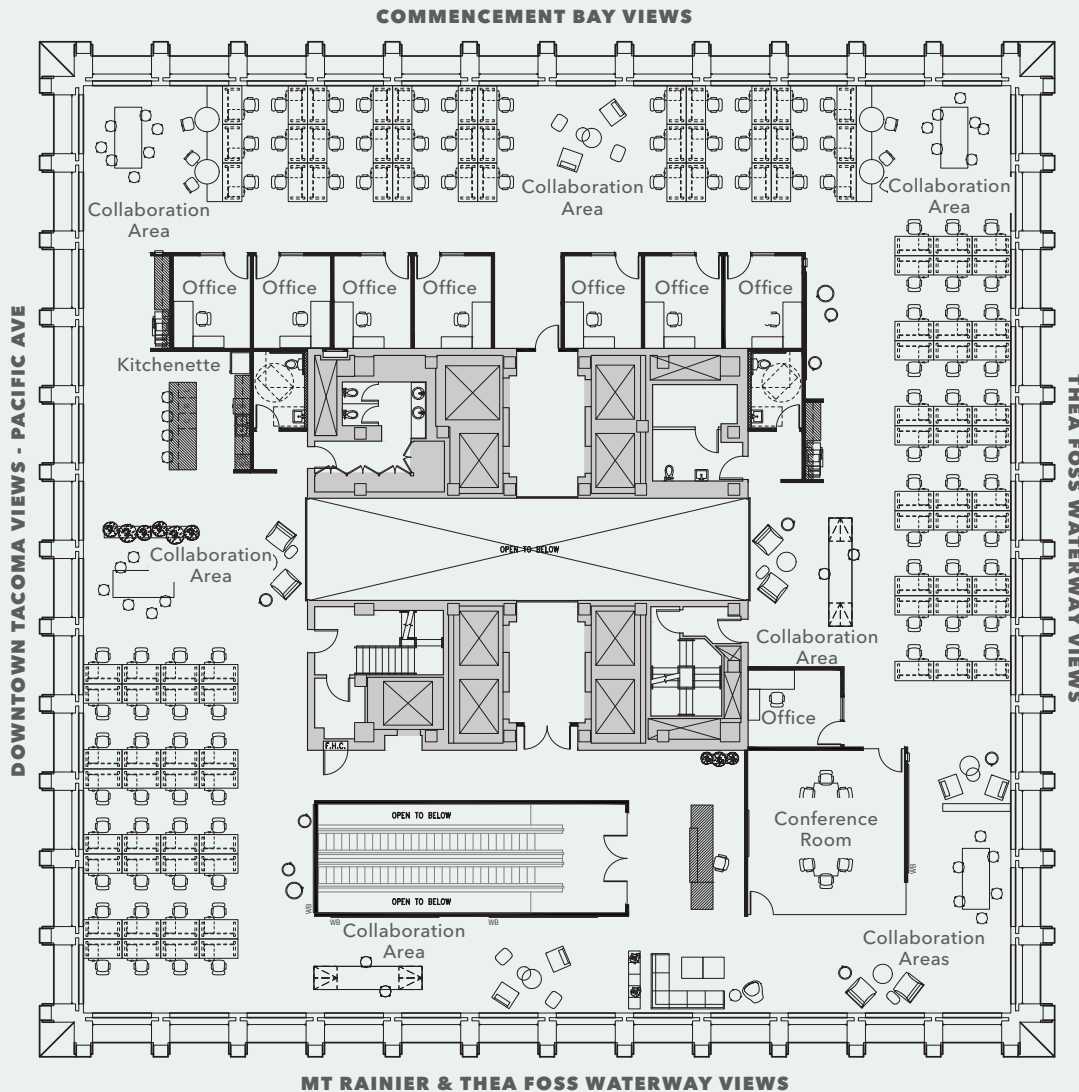 COMMENCEMENT BAY VIEWS
Collaboration
Area
Collaboration
Area
Collaboration
Area
Office
Office
Office
Office
Office
Office
Office
Kitchenette
DOWNTOWN TACOMA VIEWS - PACIFIC AVE
THEA FOSS WATERWAY VIEWS
OPEN TO BELOW
Collaboration
Area
Collaboration
Area
Office
F.H.C.
OPEN TO BELOW
OPEN TO BELOW
Conference
Room
WB
WB
WB
WB
Collaboration
Area
Collaboration
Areas
MT RAINIER & THEA FOSS WATERWAY VIEWS